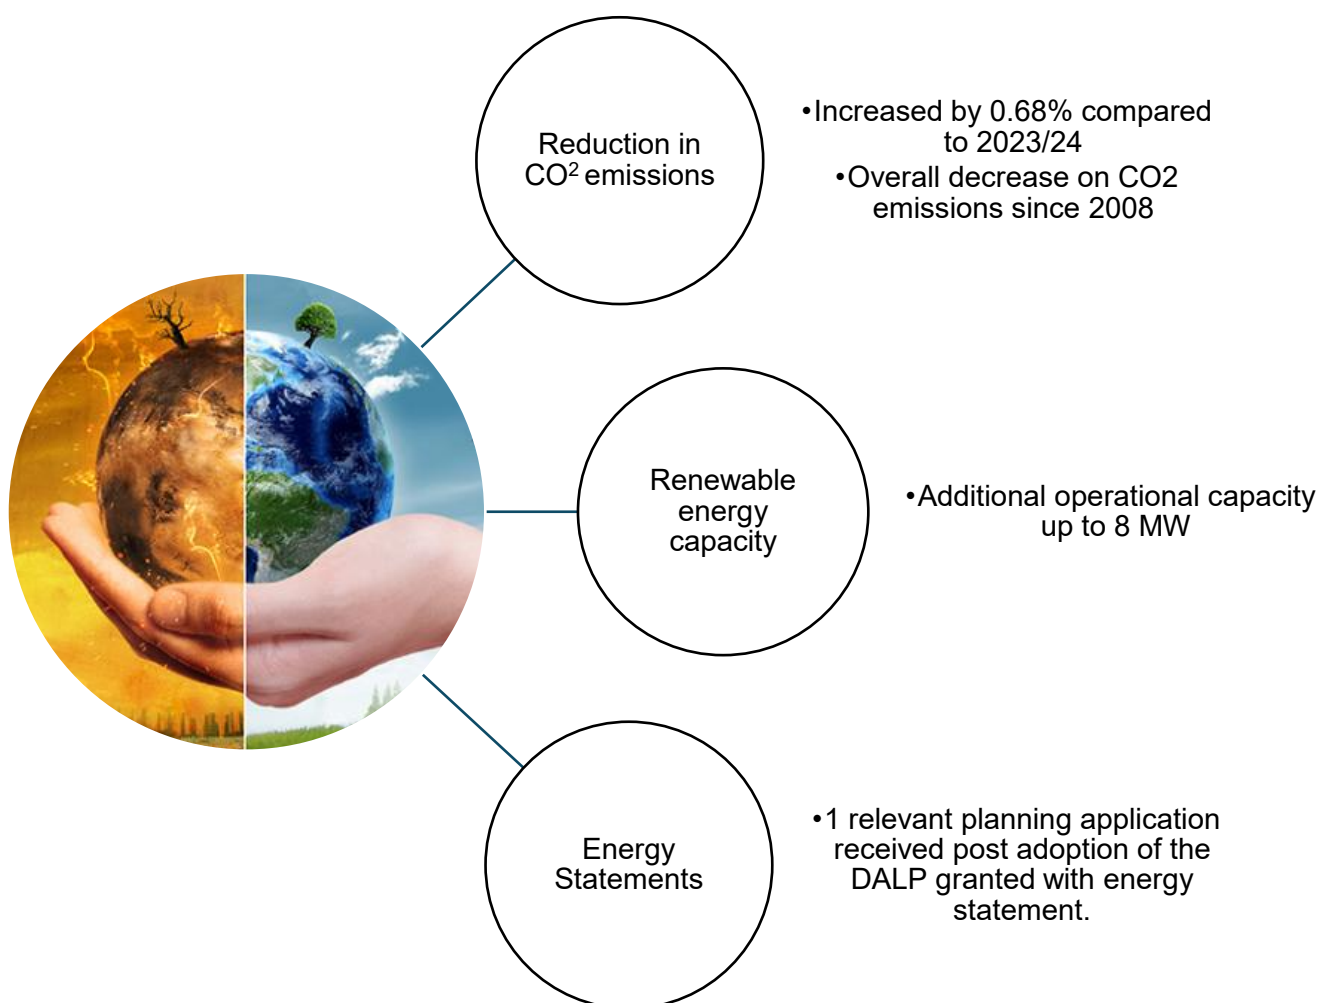 Reduction in
CO² emissions
•Increased by 0.68% compared
to 2023/24
•Overall decrease on CO2
emissions since 2008
Renewable
energy
capacity
•Additional operational capacity
up to 8 MW
Energy
Statements
•1 relevant planning application
received post adoption of the
DALP granted with energy
statement.